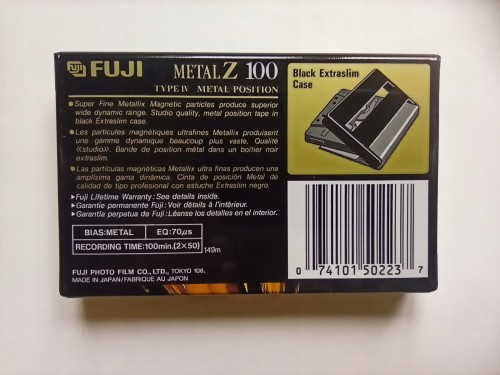 FUJI
METAL Z 100
TYPE IV METAL POSITION
• Super Fine Metallix Magnetic particles produce superior
wide dynamic range. Studio quality, metal position tape in
black Extraslim case.
• Les particules magnétiques ultrafines Metallix produisent
une gamme dynamique beaucoup plus vaste. Qualité
«studio». Bande de position métal dans un boîtier noir
extraslim.
• Las partículas magnéticas Metallix ultra finas producen una
amplísima gama dinámica. Cinta de posición Metal de
calidad de tipo profesional con estuche Extraslim negro.
▶ Fuji Lifetime Warranty: See details inside.
▶ Garantie permanente Fuji: Voir détails à l'intérieur.
▶ Garantía perpetua de Fuji: Léanse los detalles en el interior.
BIAS:METAL EQ:70µs
RECORDING TIME:100min.(2×50) 149m
FUJI PHOTO FILM CO., LTD., TOKYO 106.
MADE IN JAPAN/FABRIQUE AU JAPON
Black Extraslim
Case
0 74101 50223 7